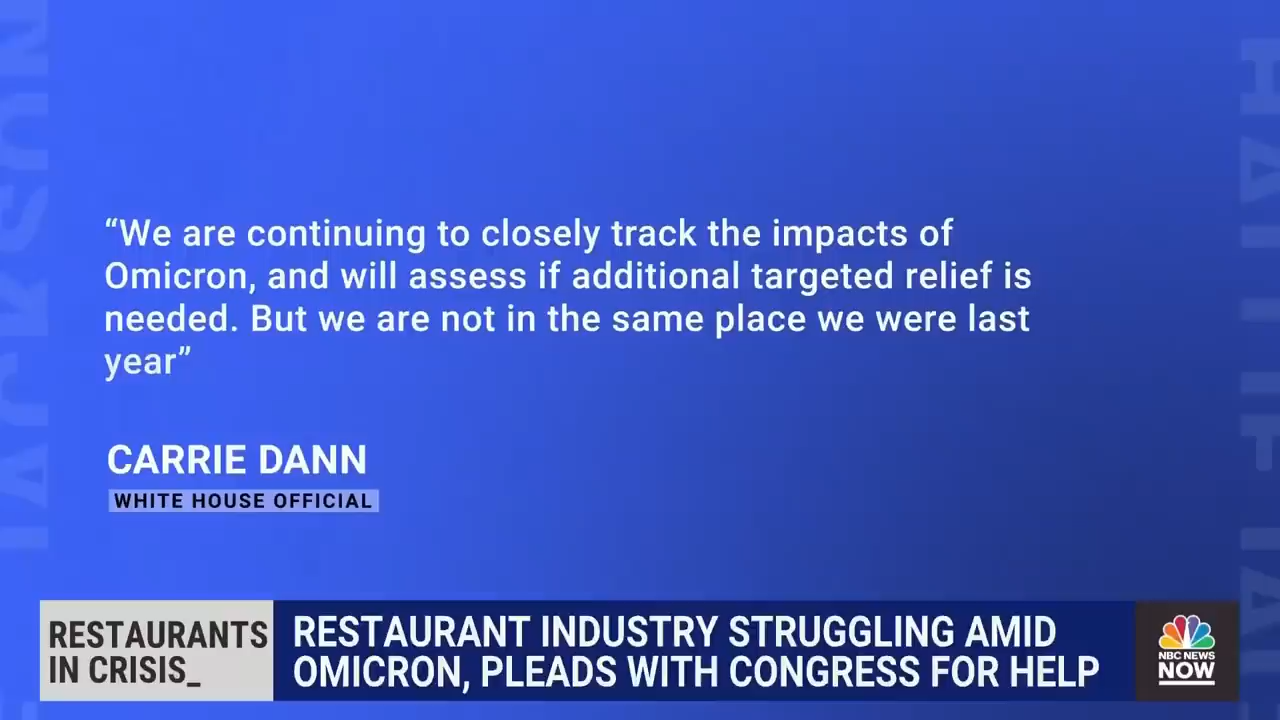 “We are continuing to closely track the impacts of
Omicron, and will assess if additional targeted relief is
needed. But we are not in the same place we were last
year”
CARRIE DANN
WHITE HOUSE OFFICIAL
RESTAURANTS
IN CRISIS_
RESTAURANT INDUSTRY STRUGGLING AMID
OMICRON, PLEADS WITH CONGRESS FOR HELP
NBC NEWS
NOW
JACKSON